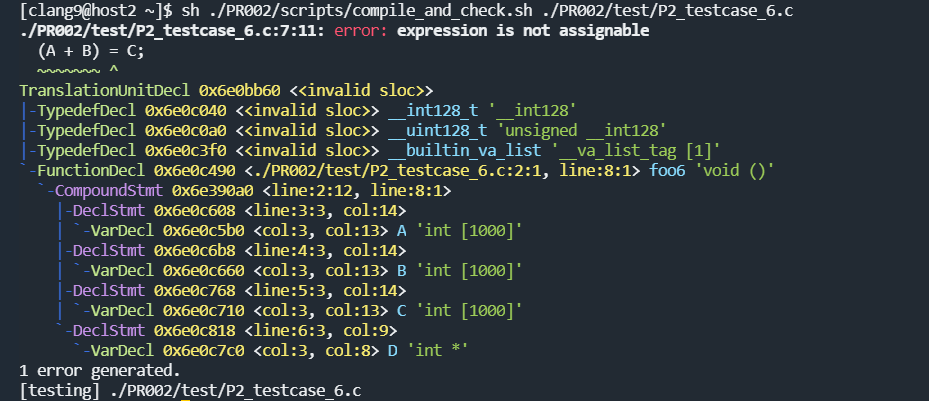 [clang9@host2 ~]$ sh ./PR002/scripts/compile_and_check.sh ./PR002/test/P2_testcase_6.c
./PR002/test/P2_testcase_6.c:7:11: error: expression is not assignable
  (A + B) = C;
  ~~~~~~~ ^
TranslationUnitDecl 0x6e0bb60 <<invalid sloc>>
|-TypedefDecl 0x6e0c040 <<invalid sloc>> __int128_t '__int128'
|-TypedefDecl 0x6e0c0a0 <<invalid sloc>> __uint128_t 'unsigned __int128'
|-TypedefDecl 0x6e0c3f0 <<invalid sloc>> __builtin_va_list '__va_list_tag [1]'
`-FunctionDecl 0x6e0c490 <./PR002/test/P2_testcase_6.c:2:1, line:8:1> foo6 'void ()'
  `-CompoundStmt 0x6e390a0 <line:2:12, line:8:1>
    |-DeclStmt 0x6e0c608 <line:3:3, col:14>
    | `-VarDecl 0x6e0c5b0 <col:3, col:13> A 'int [1000]'
    |-DeclStmt 0x6e0c6b8 <line:4:3, col:14>
    | `-VarDecl 0x6e0c660 <col:3, col:13> B 'int [1000]'
    |-DeclStmt 0x6e0c768 <line:5:3, col:14>
    | `-VarDecl 0x6e0c710 <col:3, col:13> C 'int [1000]'
    `-DeclStmt 0x6e0c818 <line:6:3, col:9>
      `-VarDecl 0x6e0c7c0 <col:3, col:8> D 'int *'
1 error generated.
[testing] ./PR002/test/P2_testcase_6.c